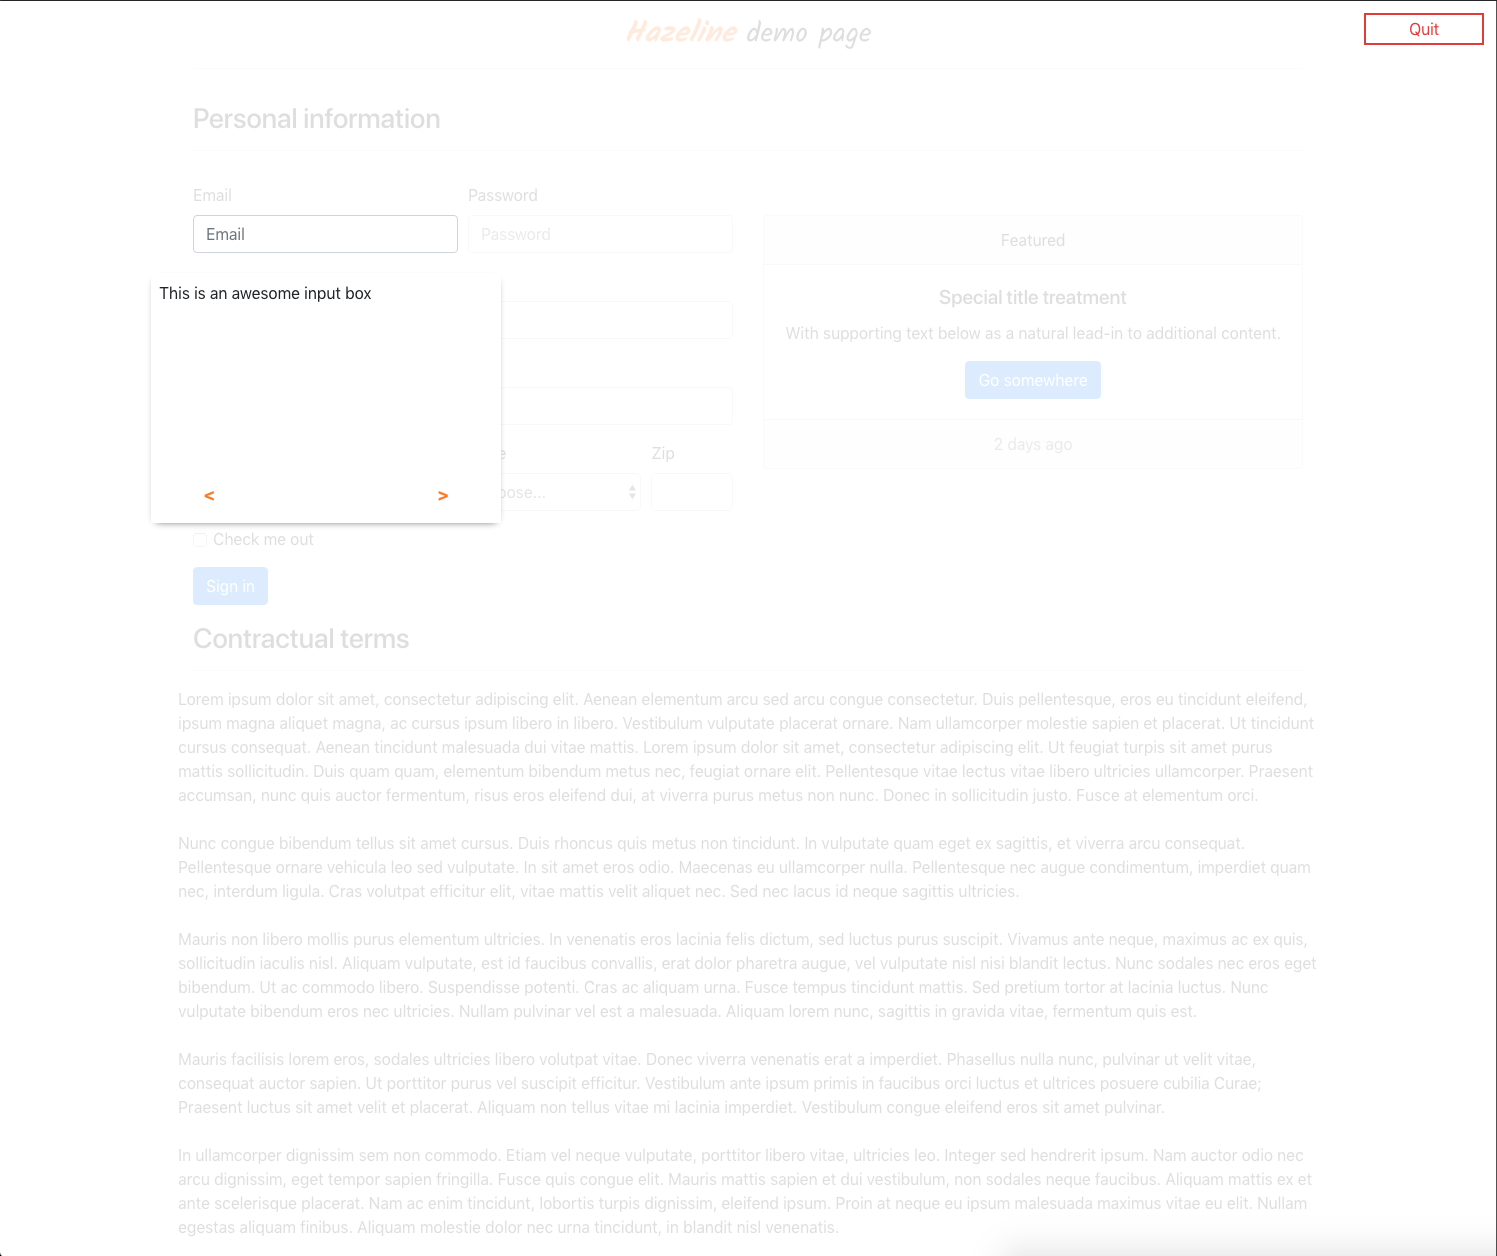 Hazeline demo page
Quit
Personal information
Email
Password
Email
Password
This is an awesome input box
<
>
e
Zip
oose...
Check me out
Sign in
Featured
Special title treatment
With supporting text below as a natural lead-in to additional content.
Go somewhere
2 days ago
Contractual terms
Lorem ipsum dolor sit amet, consectetur adipiscing elit. Aenean elementum arcu sed arcu congue consectetur. Duis pellentesque, eros eu tincidunt eleifend,
ipsum magna aliquet magna, ac cursus ipsum libero in libero. Vestibulum vulputate placerat ornare. Nam ullamcorper molestie sapien et placerat. Ut tincidunt
cursus consequat. Aenean tincidunt malesuada dui vitae mattis. Lorem ipsum dolor sit amet, consectetur adipiscing elit. Ut feugiat turpis sit amet purus
mattis sollicitudin. Duis quam quam, elementum bibendum metus nec, feugiat ornare elit. Pellentesque vitae lectus vitae libero ultricies ullamcorper. Praesent
accumsan, nunc quis auctor fermentum, risus eros eleifend dui, at viverra purus metus non nunc. Donec in sollicitudin justo. Fusce at elementum orci.
Nunc congue bibendum tellus sit amet cursus. Duis rhoncus quis metus non tincidunt. In vulputate quam eget ex sagittis, et viverra arcu consequat.
Pellentesque ornare vehicula leo sed vulputate. In sit amet eros odio. Maecenas eu ullamcorper nulla. Pellentesque nec augue condimentum, imperdiet quam
nec, interdum ligula. Cras volutpat efficitur elit, vitae mattis velit aliquet nec. Sed nec lacus id neque sagittis ultricies.
Mauris non libero mollis purus elementum ultricies. In venenatis eros lacinia felis dictum, sed luctus purus suscipit. Vivamus ante neque, maximus ac ex quis,
sollicitudin iaculis nisl. Aliquam vulputate, est id faucibus convallis, erat dolor pharetra augue, vel vulputate nisl nisi blandit lectus. Nunc sodales nec eros eget
bibendum. Ut ac commodo libero. Suspendisse potenti. Cras ac aliquam urna. Fusce tempus tincidunt mattis. Sed pretium tortor at lacinia luctus. Nunc
vulputate bibendum eros nec ultricies. Nullam pulvinar vel est a malesuada. Aliquam lorem nunc, sagittis in gravida vitae, fermentum quis est.
Mauris facilisis lorem eros, sodales ultricies libero volutpat vitae. Donec viverra venenatis erat a imperdiet. Phasellus nulla nunc, pulvinar ut velit vitae,
consequat auctor sapien. Ut porttitor purus vel suscipit efficitur. Vestibulum ante ipsum primis in faucibus orci luctus et ultrices posuere cubilia Curae;
Praesent luctus sit amet velit et placerat. Aliquam non tellus vitae mi lacinia imperdiet. Vestibulum congue eleifend eros sit amet pulvinar.
In ullamcorper dignissim sem non commodo. Etiam vel neque vulputate, porttitor libero vitae, ultricies leo. Integer sed hendrerit ipsum. Nam auctor odio nec
arcu dignissim, eget tempor sapien fringilla. Fusce quis congue elit. Mauris mattis sapien et dui vestibulum, non sodales neque faucibus. Aliquam mattis ex et
ante scelerisque placerat. Nam ac enim tincidunt, lobortis turpis dignissim, eleifend ipsum. Proin at neque eu ipsum malesuada maximus vitae eu elit. Nullam
egestas aliquam finibus. Aliquam molestie dolor nec urna tincidunt, in blandit nisl venenatis.